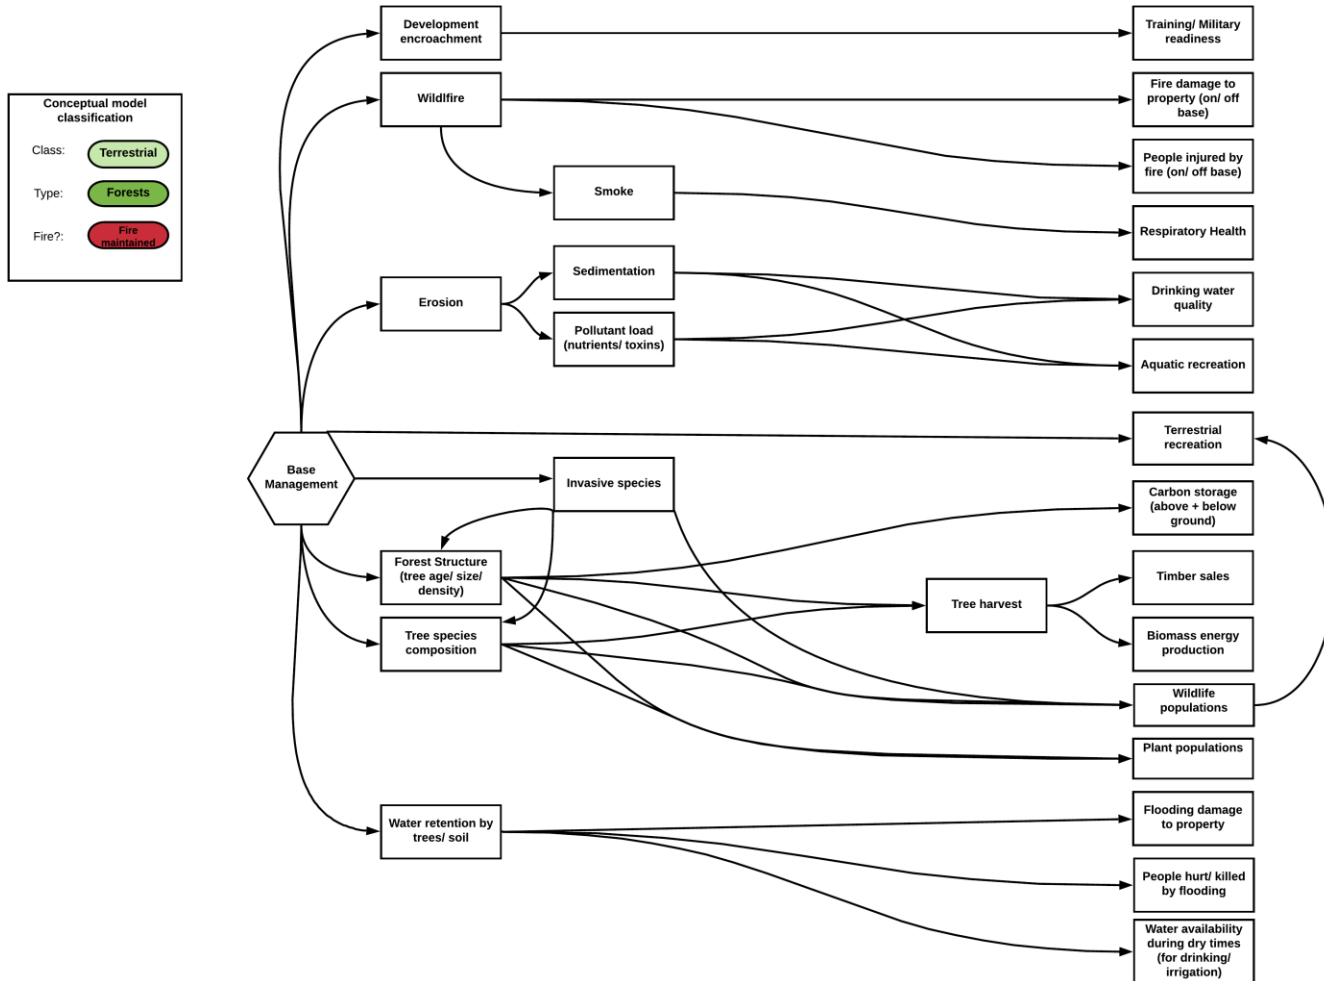 Development
encroachment
Training/ Military
readiness
Conceptual model
classification
Class:
Terrestrial
Type:
Forests
Fire?:
Fire
maintained
Wildlfire
Fire damage to
property (on/ off
base)
People injured by
fire (on/ off base)
Smoke
Respiratory Health
Erosion
Sedimentation
Pollutant load
(nutrients/ toxins)
Drinking water
quality
Aquatic recreation
Base
Management
Terrestrial
recreation
Invasive species
Carbon storage
(above + below
ground)
Forest Structure
(tree age/ size/
density)
Tree species
composition
Tree harvest
Timber sales
Biomass energy
production
Wildlife
populations
Plant populations
Water retention by
trees/ soil
Flooding damage
to property
People hurt/ killed
by flooding
Water availability
during dry times
(for drinking/
irrigation)